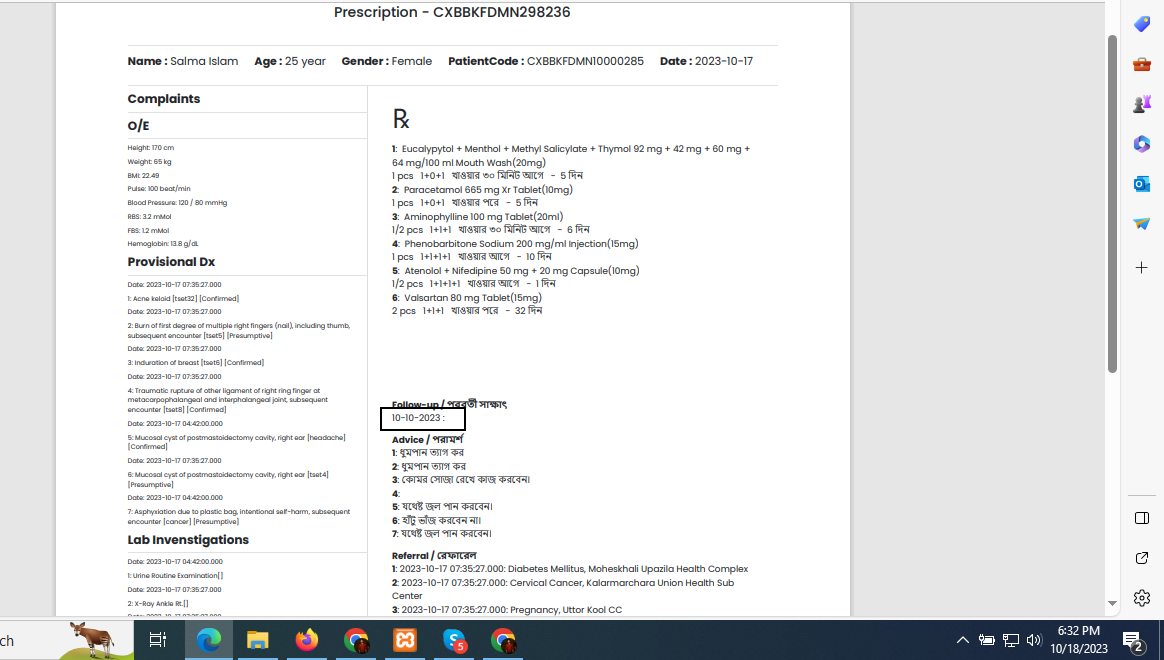 Prescription - CXBBKFDMN298236
Name : Salma Islam Age : 25 year Gender : Female PatientCode : CXBBKFDMN10000285 Date : 2023-10-17
Complaints
O/E
Height: 170 cm
Weight: 65 kg
BMI: 22.49
Pulse: 100 beat/min
Blood Pressure: 120 / 80 mmHg
RBS: 3.2 mMol
FBS: 1.2 mMol
Hemoglobin: 13.8 g/dL
Provisional Dx
Date: 2023-10-17 07:35:27.000
1: Acne keloid [tset32] [Confirmed]
Date: 2023-10-17 07:35:27.000
2: Burn of first degree of multiple right fingers (nail), including thumb,
subsequent encounter [tset5] [Presumptive]
Date: 2023-10-17 07:35:27.000
3: Induration of breast [tset6] [Confirmed]
Date: 2023-10-17 07:35:27.000
4: Traumatic rupture of other ligament of right ring finger at
metacarpophalangeal and interphalangeal joint, subsequent
encounter [tset8] [Confirmed]
Date: 2023-10-17 04:42:00.000
5: Mucosal cyst of postmastoidectomy cavity, right ear [headache]
[Confirmed]
Date: 2023-10-17 07:35:27.000
6: Mucosal cyst of postmastoidectomy cavity, right ear [tset4]
[Presumptive]
Date: 2023-10-17 04:42:00.000
7: Asphyxiation due to plastic bag, intentional self-harm, subsequent
encounter [cancer] [Presumptive]
Lab Invenstigations
Date: 2023-10-17 04:42:00.000
1: Urine Routine Examination[]
Date: 2023-10-17 07:35:27.000
2: X-Ray Ankle Rt.[]
Date: 2023-10-17 07:35:27.000
℞
1: Eucalypytol + Menthol + Methyl Salicylate + Thymol 92 mg + 42 mg + 60 mg +
64 mg/100 ml Mouth Wash(20mg)
1 pcs 1+0+1 খাওয়ার ৩০ মিনিট আগে - 5 দিন
2: Paracetamol 665 mg Xr Tablet(10mg)
1 pcs 1+0+1 খাওয়ার পরে - 5 দিন
3: Aminophylline 100 mg Tablet(20ml)
1/2 pcs 1+1+1 খাওয়ার ৩০ মিনিট আগে - 6 দিন
4: Phenobarbitone Sodium 200 mg/ml Injection(15mg)
1 pcs 1+1+1+1 খাওয়ার আগে - 10 দিন
5: Atenolol + Nifedipine 50 mg + 20 mg Capsule(10mg)
1/2 pcs 1+1+1+1 খাওয়ার আগে - 1 দিন
6: Valsartan 80 mg Tablet(15mg)
2 pcs 1+1+1 খাওয়ার পরে - 32 দিন
Follow-up / পরবর্তী সাক্ষাৎ
10-10-2023 :
Advice / পরামর্শ
1: ধুমপান ত্যাগ কর
2: ধুমপান ত্যাগ কর
3: কোমর সোজা রেখে কাজ করবেন।
4:
5: যথেষ্ট জল পান করবেন।
6: হাঁটু ভাঁজ করবেন না।
7: যথেষ্ট জল পান করবেন।
Referral / রেফারেল
1: 2023-10-17 07:35:27.000: Diabetes Mellitus, Moheskhali Upazila Health Complex
2: 2023-10-17 07:35:27.000: Cervical Cancer, Kalarmarchara Union Health Sub
Center
3: 2023-10-17 07:35:27.000: Pregnancy, Uttor Kool CC
ch
5
6:32 PM
10/18/2023
2